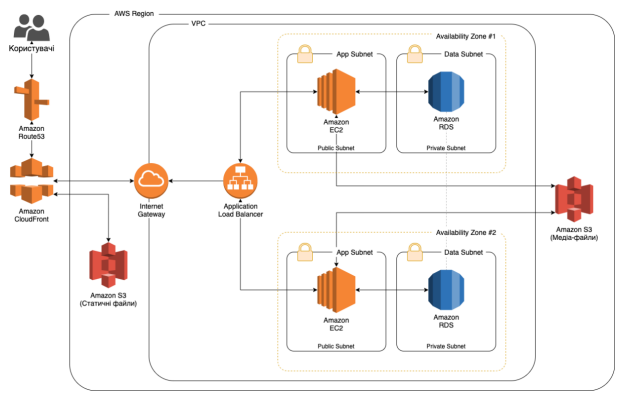 AWS Region
VPC
Користувачі
Amazon
Route53
Amazon
CloudFront
Amazon S3
(Статичні файли)
Internet
Gateway
Application
Load Balancer
Availability Zone #1
App Subnet
Data Subnet
Amazon
EC2
Amazon
RDS
Public Subnet
Private Subnet
Amazon S3
(Медіа-файли)
Availability Zone #2
App Subnet
Data Subnet
Amazon
EC2
Amazon
RDS
Public Subnet
Private Subnet